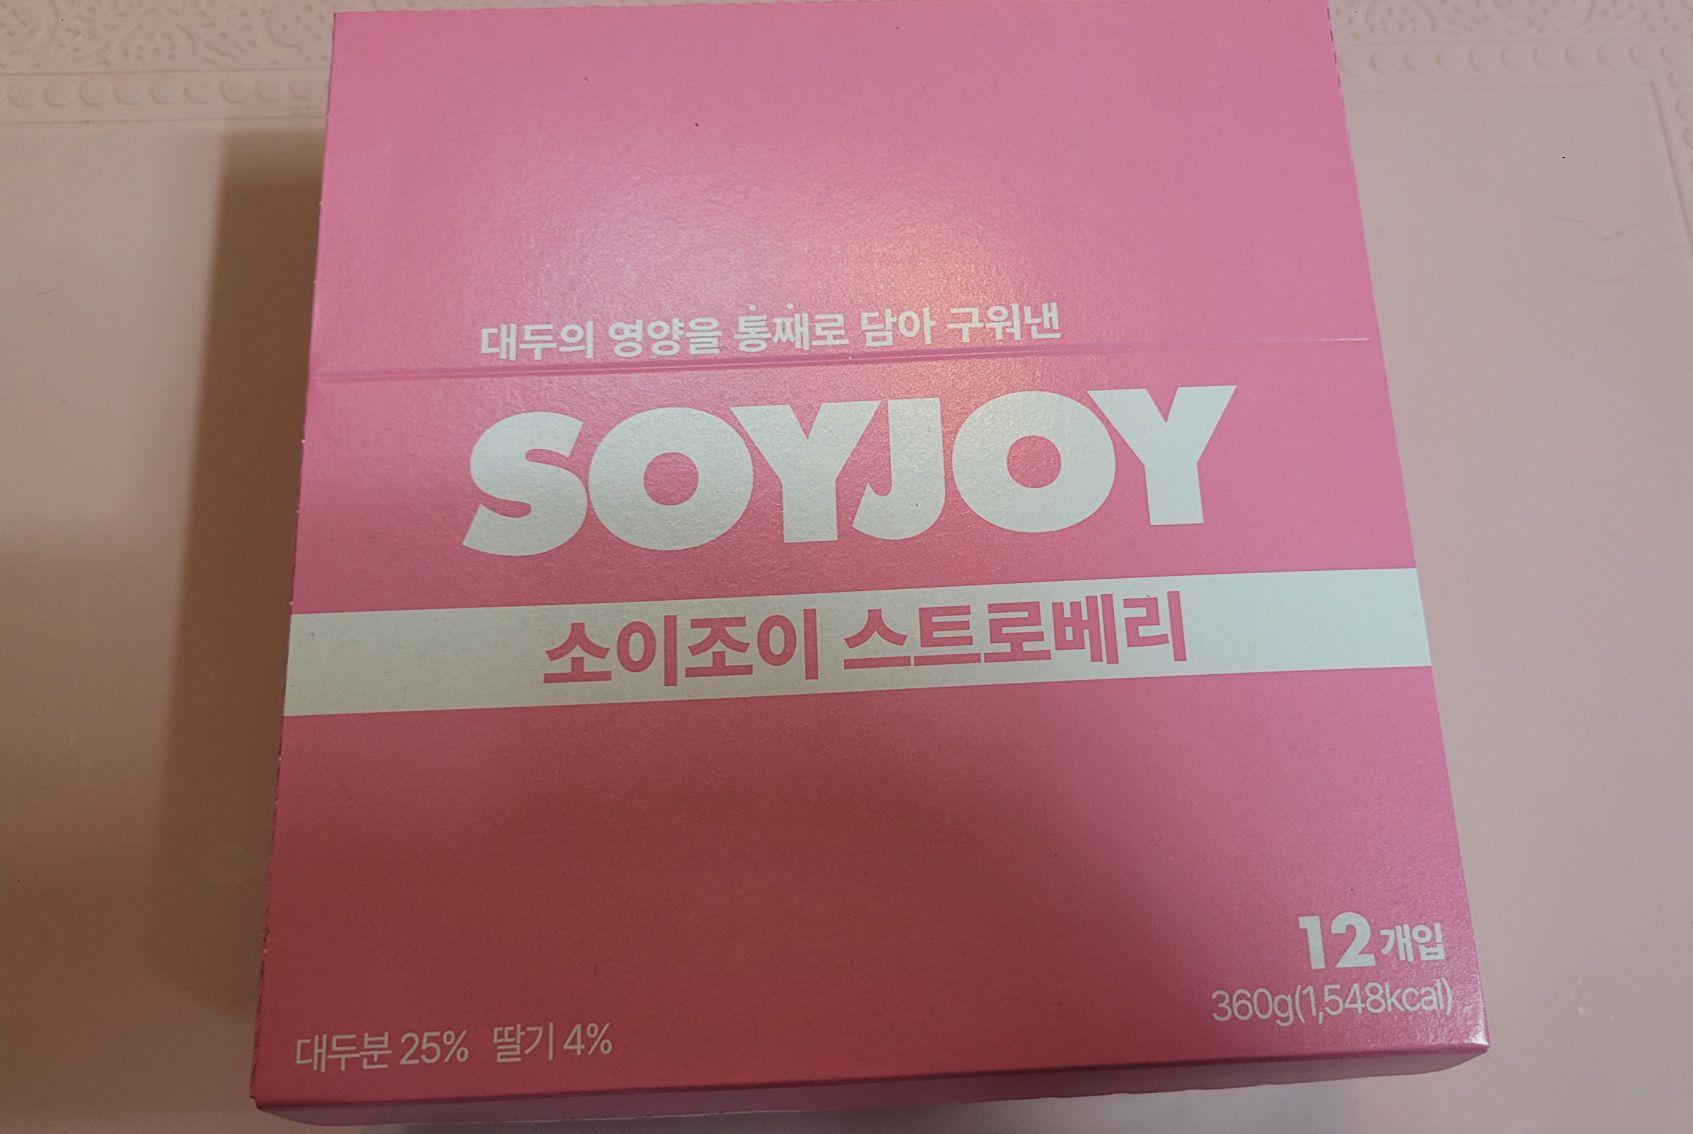 대두의 영양을 통째로 담아 구워낸
SOYJOY
소이조이 스트로베리
12개입
360g(1,548kcal)
대두분 25% 딸기 4%